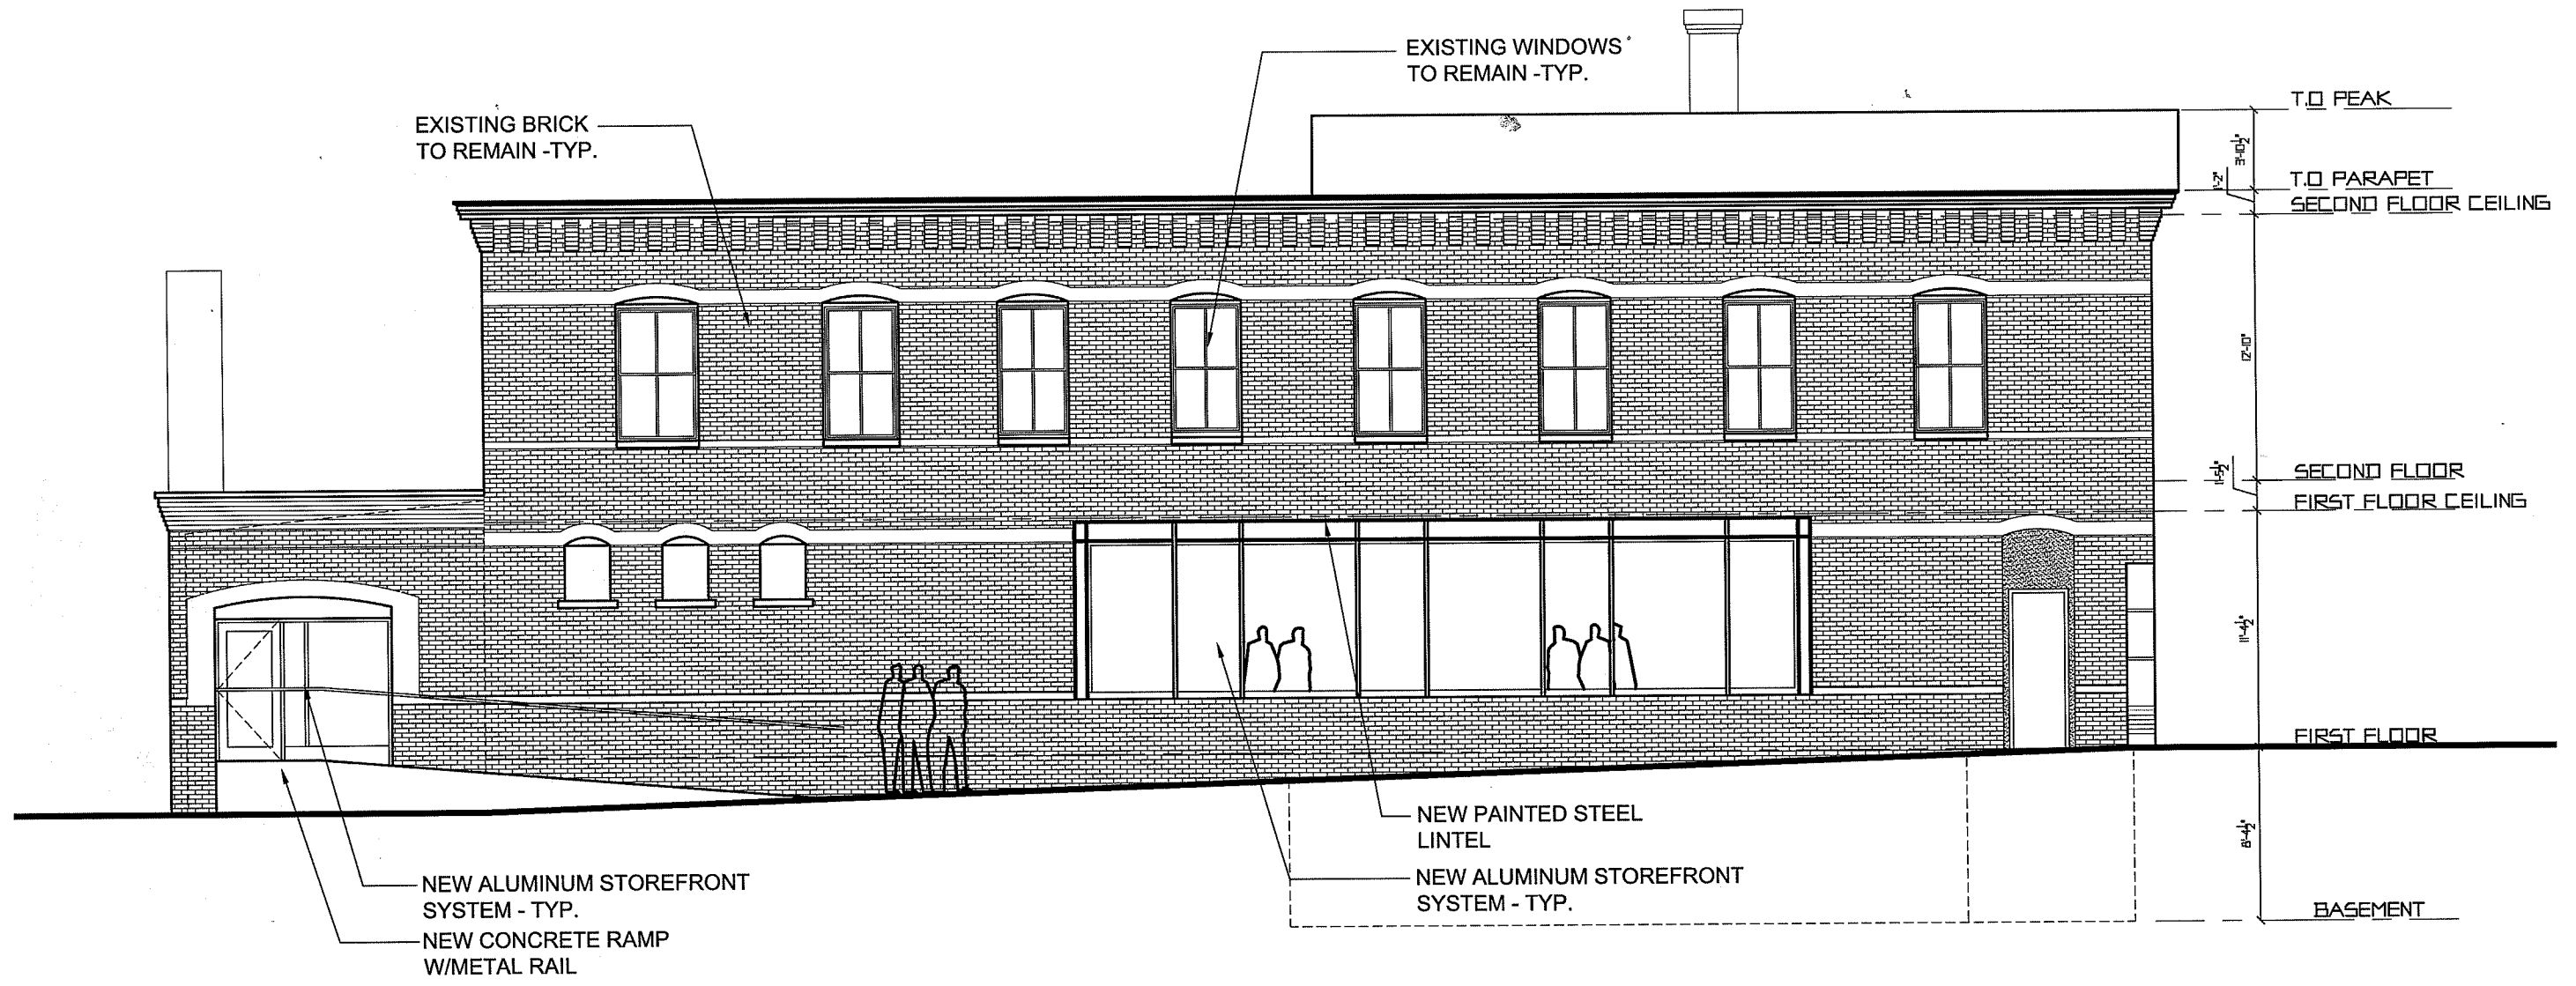 EXISTING WINDOWS
TO REMAIN -TYP.
EXISTING BRICK
TO REMAIN -TYP.
T.O PEAK
3'-10½"
T.O PARAPET
1'-2"
SECOND FLOOR CEILING
12'-10"
SECOND FLOOR
1'-5½"
FIRST FLOOR CEILING
11'-4½"
FIRST FLOOR
8'-4½"
BASEMENT
NEW PAINTED STEEL
LINTEL
NEW ALUMINUM STOREFRONT
SYSTEM - TYP.
NEW ALUMINUM STOREFRONT
SYSTEM - TYP.
NEW CONCRETE RAMP
W/METAL RAIL